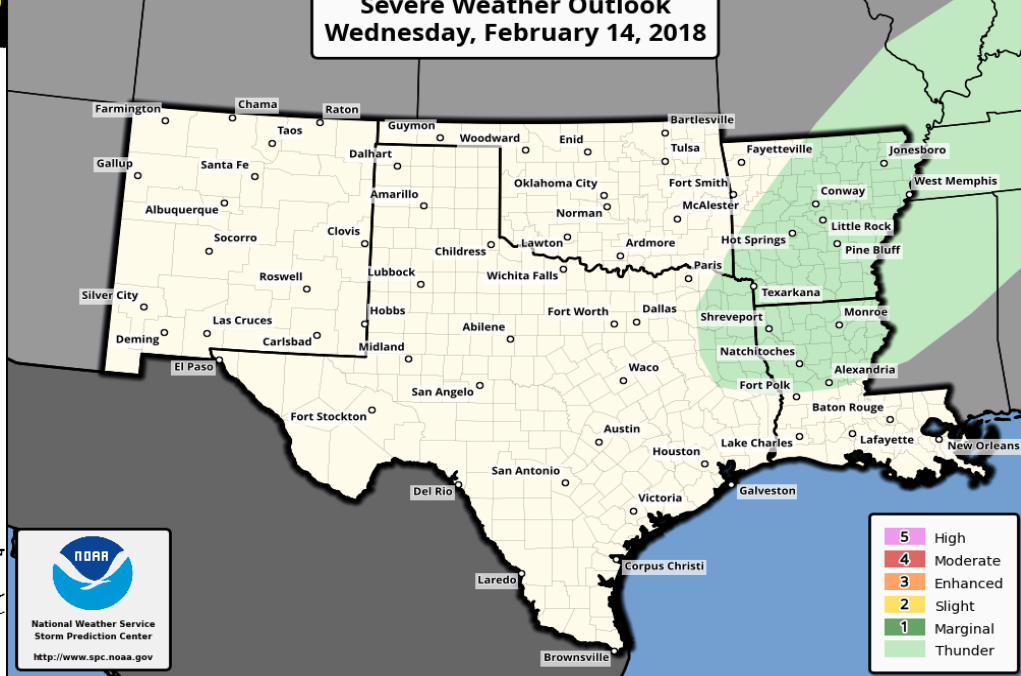 Severe Weather Outlook
Wednesday, February 14, 2018
Farmington
Chama
Raton
Taos
Guymon
Woodward
Enid
Bartlesville
Gallup
Santa Fe
Dalhart
Tulsa
Fayetteville
Jonesboro
Albuquerque
Amarillo
Oklahoma City
Fort Smith
Conway
West Memphis
Norman
McAlester
Socorro
Clovis
Childress
Lawton
Ardmore
Hot Springs
Little Rock
Pine Bluff
Roswell
Lubbock
Wichita Falls
Paris
Texarkana
Silver City
Las Cruces
Hobbs
Abilene
Fort Worth
Dallas
Shreveport
Monroe
Deming
Carlsbad
Midland
Natchitoches
El Paso
San Angelo
Waco
Fort Polk
Alexandria
Fort Stockton
Austin
Baton Rouge
Houston
Lake Charles
Lafayette
New Orleans
Del Rio
San Antonio
Galveston
Victoria
Laredo
Corpus Christi
Brownsville
NOAA
National Weather Service
Storm Prediction Center
http://www.spc.noaa.gov
5 High
4 Moderate
3 Enhanced
2 Slight
1 Marginal
Thunder